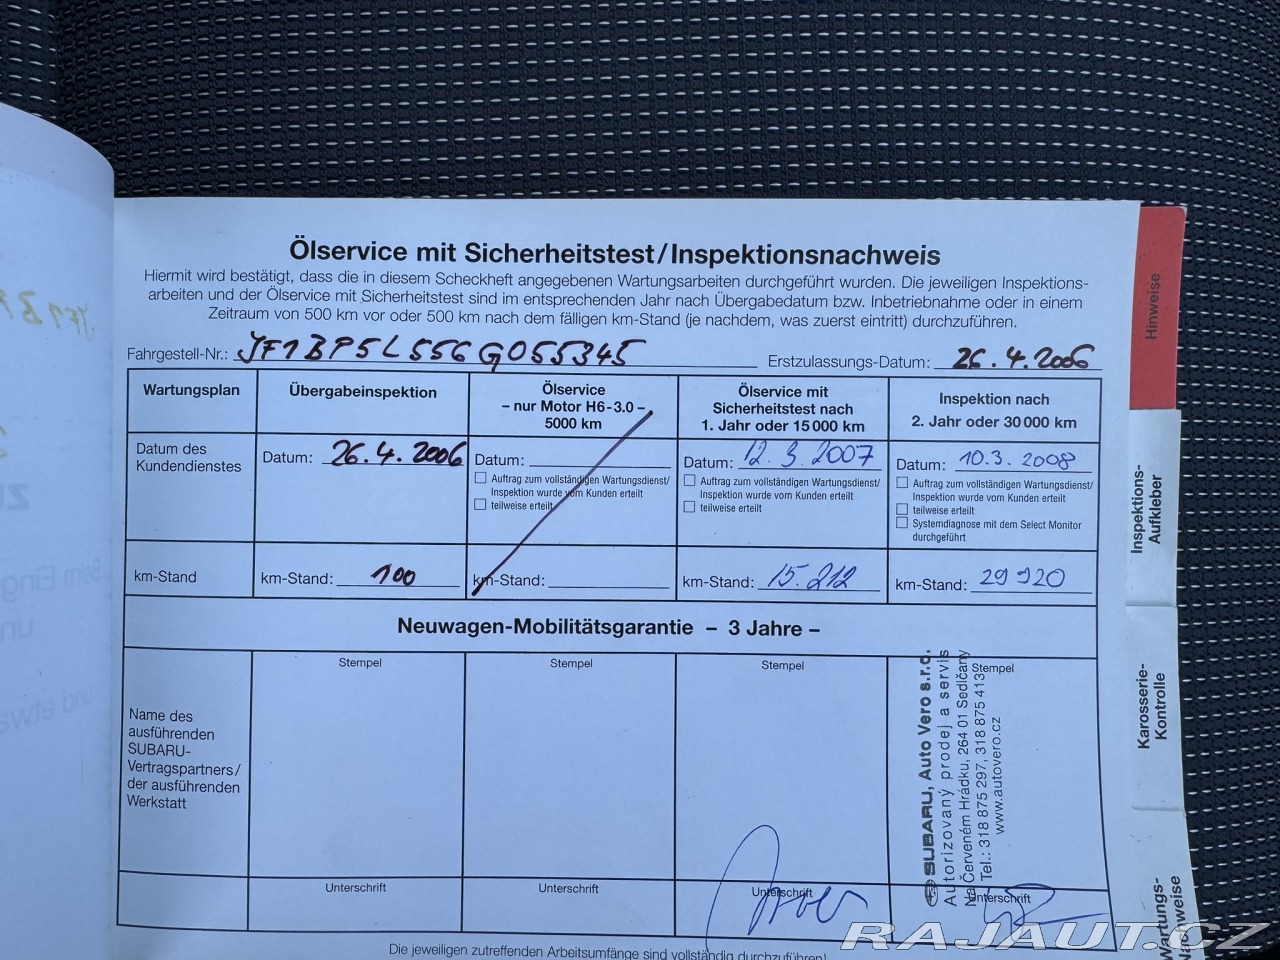 Ölservice mit Sicherheitstest/Inspektionsnachweis
Hiermit wird bestätigt, dass die in diesem Scheckheft angegebenen Wartungsarbeiten durchgeführt wurden. Die jeweiligen Inspektions-
arbeiten und der Ölservice mit Sicherheitstest sind im entsprechenden Jahr nach Übergabedatum bzw. Inbetriebnahme oder in einem
Zeitraum von 500 km vor oder 500 km nach dem fälligen km-Stand (je nachdem, was zuerst eintritt) durchzuführen.
Fahrgestell-Nr.: JF1BP5L556G055345 Erstzulassungs-Datum: 26.4.2006
Wartungsplan
Übergabeinspektion
Ölservice
– nur Motor H6-3.0 –
5000 km
Ölservice mit
Sicherheitstest nach
1. Jahr oder 15 000 km
Inspektion nach
2. Jahr oder 30 000 km
Datum des
Kundendienstes
Datum: 26.4.2006
Datum:
Auftrag zum vollständigen Wartungsdienst/
Inspektion wurde vom Kunden erteilt
teilweise erteilt
Datum: 12.3.2007
Auftrag zum vollständigen Wartungsdienst/
Inspektion wurde vom Kunden erteilt
teilweise erteilt
Datum: 10.3.2008
Auftrag zum vollständigen Wartungsdienst/
Inspektion wurde vom Kunden erteilt
teilweise erteilt
Systemdiagnose mit dem Select Monitor
durchgeführt
km-Stand
km-Stand: 100
km-Stand:
km-Stand: 15.212
km-Stand: 29920
Neuwagen-Mobilitätsgarantie – 3 Jahre –
Name des
ausführenden
SUBARU-
Vertragspartners/
der ausführenden
Werkstatt
Stempel
Stempel
Stempel
Stempel
SUBARU, Auto Vero s.r.o.
Autorizovaný prodej a servis
Na Červeném Hrádku, 264 01 Sedlčany
Tel.: 318 875 297, 318 875 413
www.autovero.cz
Unterschrift
Unterschrift
Unterschrift
Unterschrift
Die jeweiligen zutreffenden Arbeitsumfänge sind vollständig durchzuführen!
Hinweise
Inspektions-
Aufkleber
Karosserie-
Kontrolle
Wartungs-
Nachweise
RAJAUT.CZ